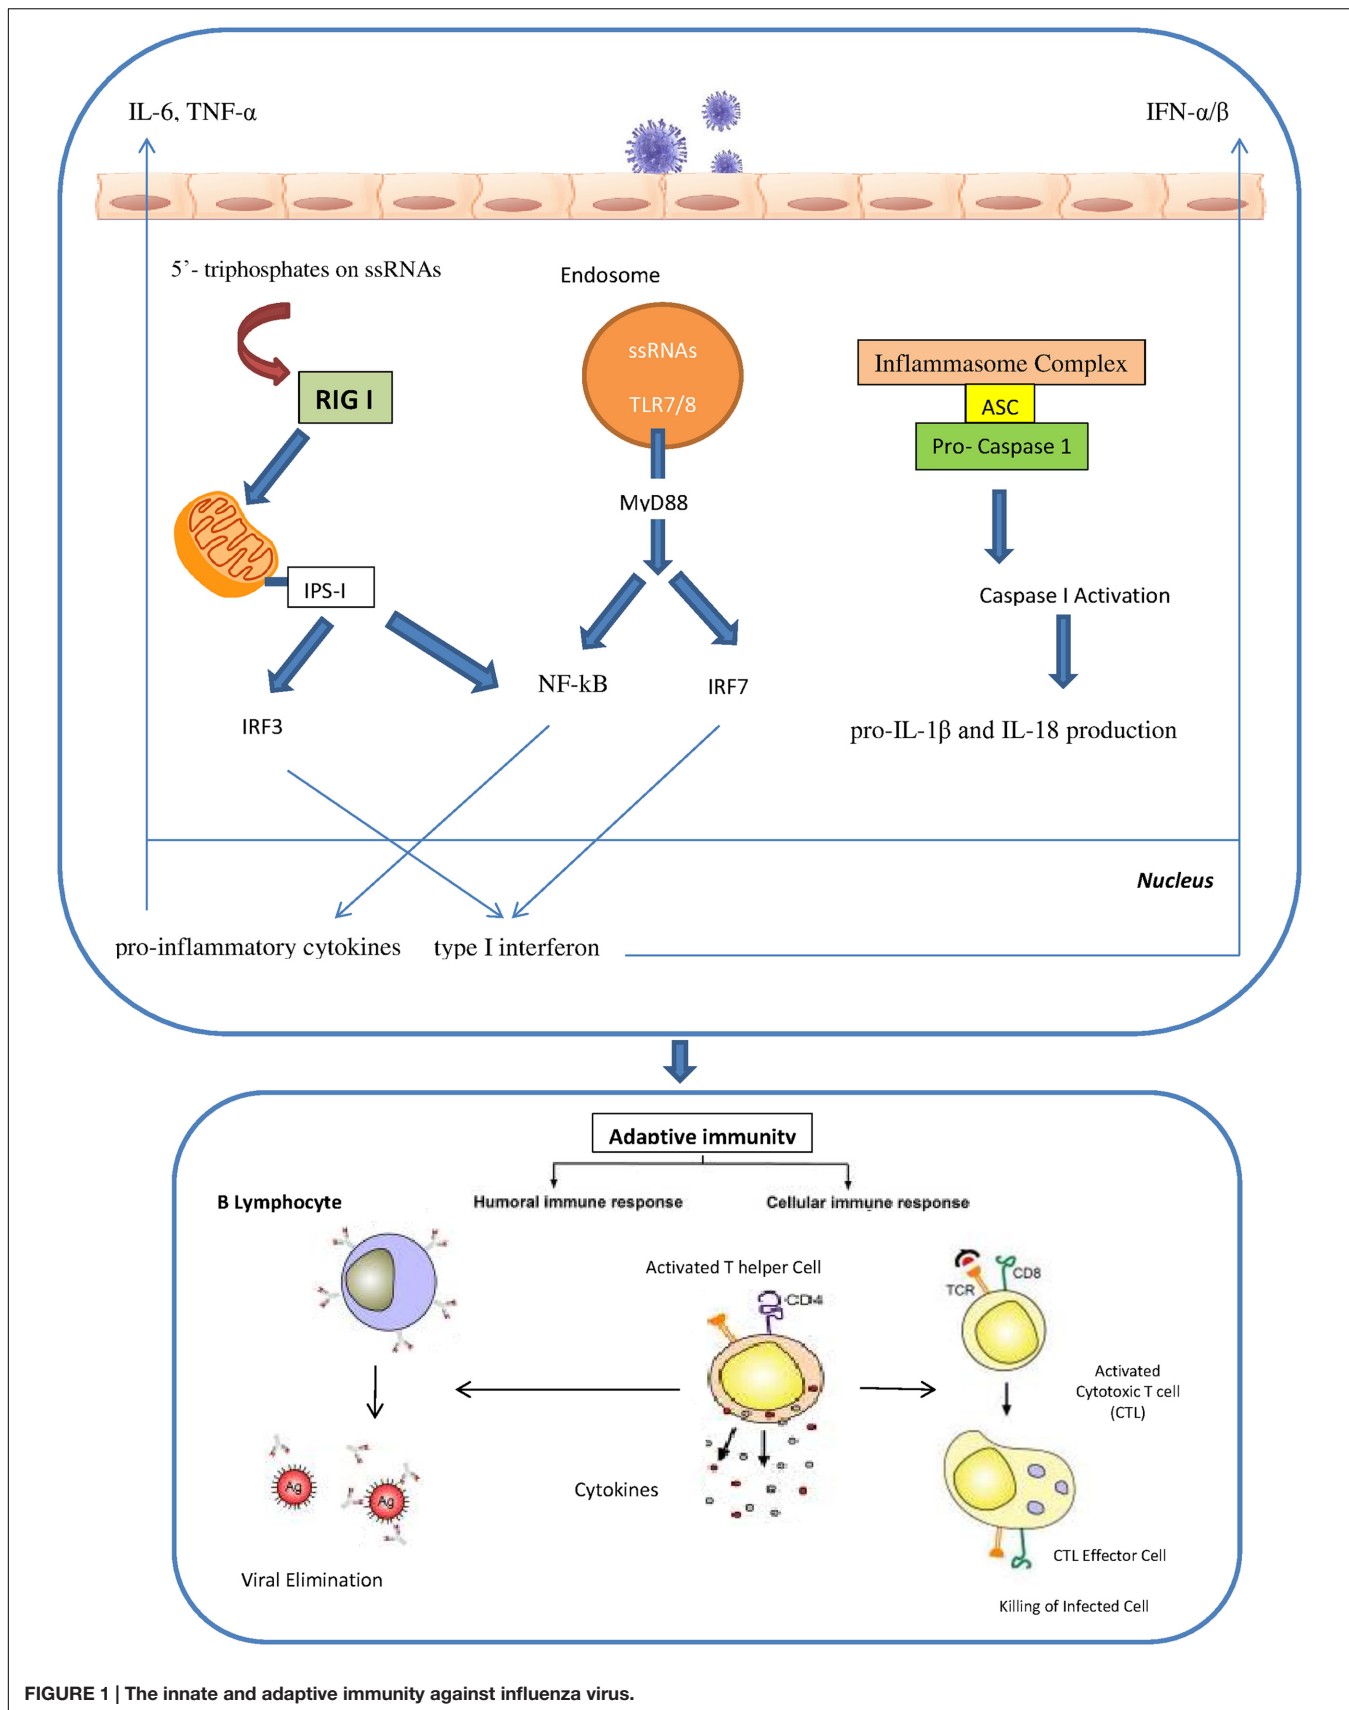 IL-6, TNF-α
IFN-α/β
5’- triphosphates on ssRNAs
Endosome
ssRNAs
TLR7/8
RIG I
Inflammasome Complex
ASC
Pro- Caspase 1
MyD88
IPS-I
Caspase I Activation
NF-kB
IRF7
IRF3
pro-IL-1β and IL-18 production
Nucleus
pro-inflammatory cytokines
type I interferon
Adaptive immunity
B Lymphocyte
Humoral immune response
Cellular immune response
Activated T helper Cell
CD4
TCR
CD8
Activated
Cytotoxic T cell
(CTL)
Ag
Ag
Cytokines
Viral Elimination
CTL Effector Cell
Killing of Infected Cell
FIGURE 1 | The innate and adaptive immunity against influenza virus.